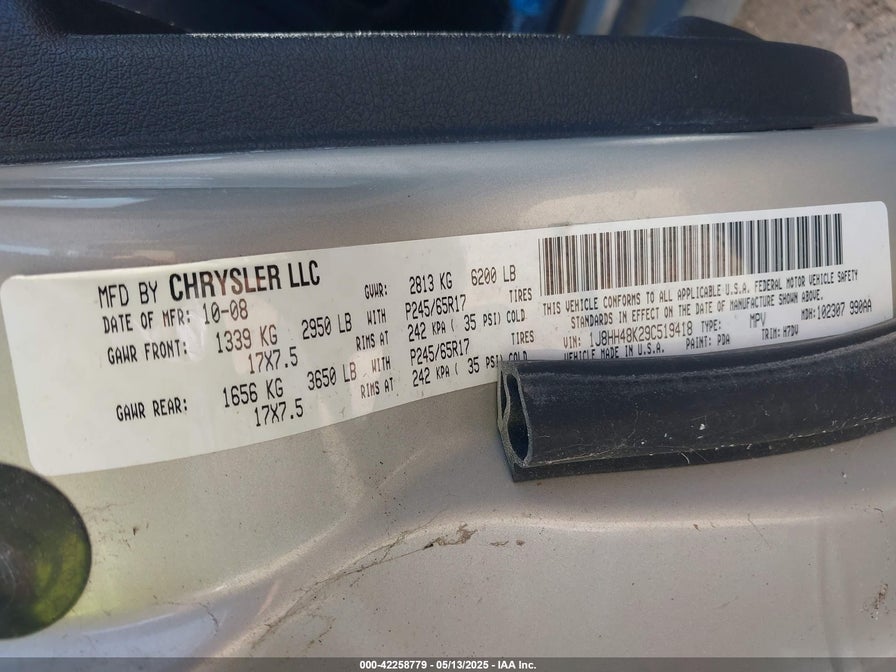 MFD BY CHRYSLER LLC
DATE OF MFR: 10-08 GVWR: 2813 KG 6200 LB
GAWR FRONT: 1339 KG 2950 LB WITH P245/65R17 TIRES
17X7.5 RIMS AT 242 KPA ( 35 PSI) COLD
GAWR REAR: 1656 KG 3650 LB WITH P245/65R17 TIRES
17X7.5 RIMS AT 242 KPA ( 35 PSI) COLD
THIS VEHICLE CONFORMS TO ALL APPLICABLE U.S.A. FEDERAL MOTOR VEHICLE SAFETY
STANDARDS IN EFFECT ON THE DATE OF MANUFACTURE SHOWN ABOVE.
VIN: 1J8HH48K29C519418 TYPE: MPV MDH: 102307 990AA
VEHICLE MADE IN U.S.A. PAINT: PDA TRIM: H7DV
000-42258779 --- 05/13/2025 --- IAA Inc.